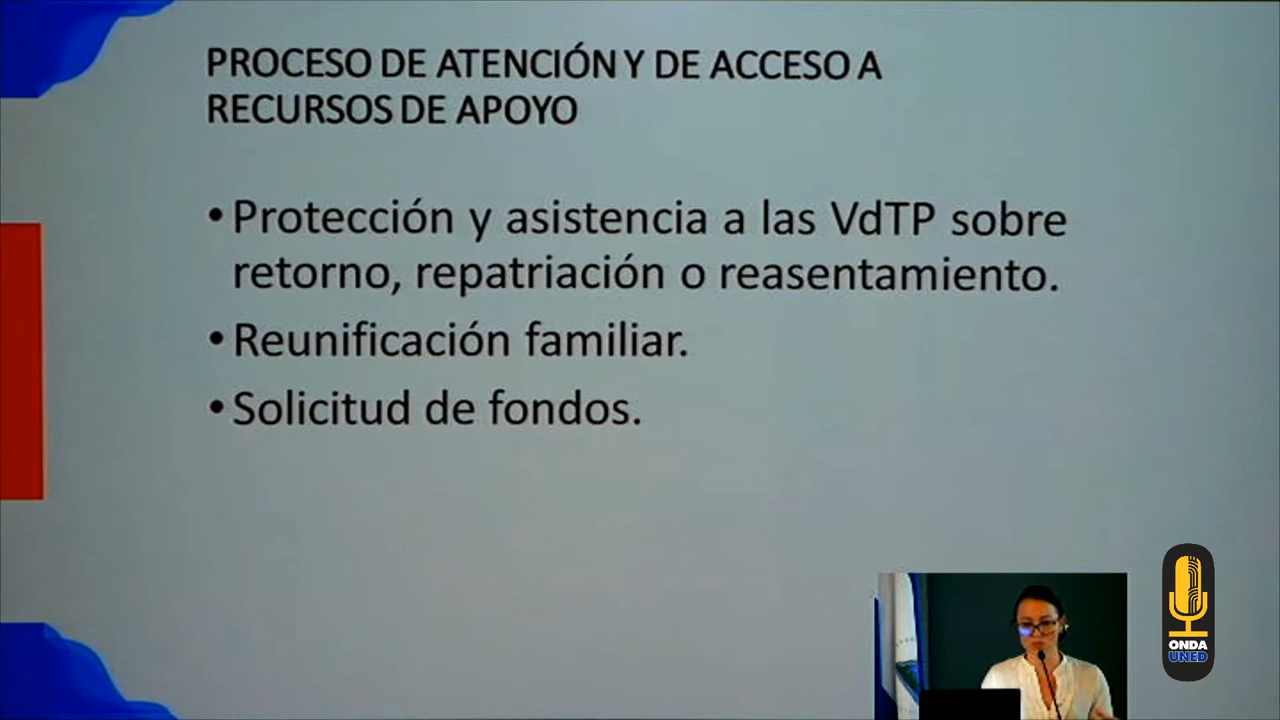 PROCESO DE ATENCIÓN Y DE ACCESO A
RECURSOS DE APOYO
• Protección y asistencia a las VdTP sobre
retorno, repatriación o reasentamiento.
• Reunificación familiar.
• Solicitud de fondos.
ONDA
UNED